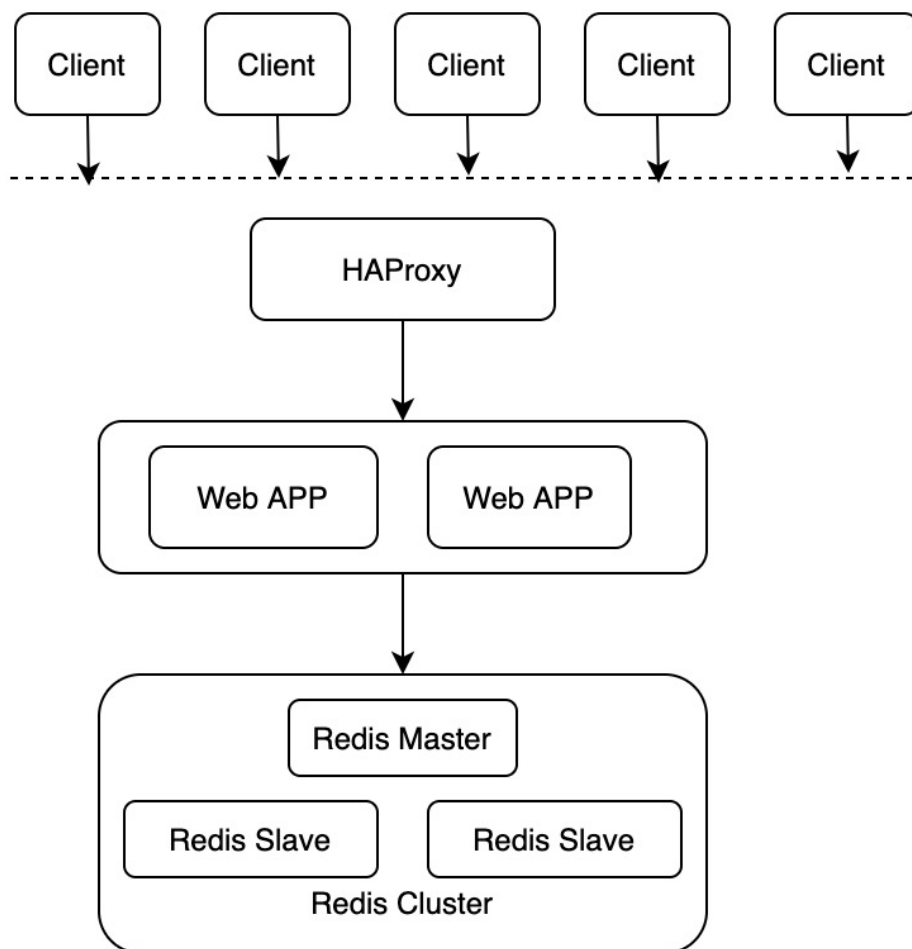 Client Client Client Client Client
HAProxy
Web APP Web APP
Redis Master
Redis Slave Redis Slave
Redis Cluster